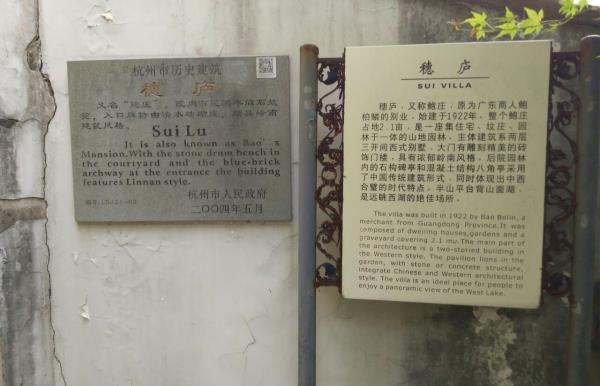 杭州市历史建筑
穗庐
又名“鲍庄”。院内有
入口牌坊由清水砖砌成，颇具岭南
建筑风格。
Sui Lu
It is also known as Bao's
Mansion.With the stone drum bench in
the courtyard and the blue-brick
archway at the entrance the building
features Linnan style.
杭州市人民政府
二〇〇四年五月
穗庐
SUI VILLA
穗庐，又称鲍庄，原为广东商人鲍
柏麟的别业，始建于1922年，整个鲍庄
占地2.1亩，是一座集住宅、坟庄、园
林于一体的山地园林，主体建筑系两层
三开间西式别墅，大门有雕刻精美的砖
饰门楼，具有浓郁岭南风格，后院园林
内的石构碑亭和混凝土结构八角亭采用
了中国传统建筑形式，同时体现出中西
合璧的时代特点。半山平台背山面湖，
是远眺西湖的绝佳场所。
The villa was built in 1922 by Bao Bolin, a
merchant from Guangdong Province.It was
composed of dwelling houses,gardens and a
graveyard covering 2.1 mu.The main part of
the architecture is a two-storied building in
the Western style. The pavilion lions in the
garden, with stone or concrete structure,
integrate Chinese and Western architectural
style. The villa is an ideal place for people to
enjoy a panoramic view of the West Lake.